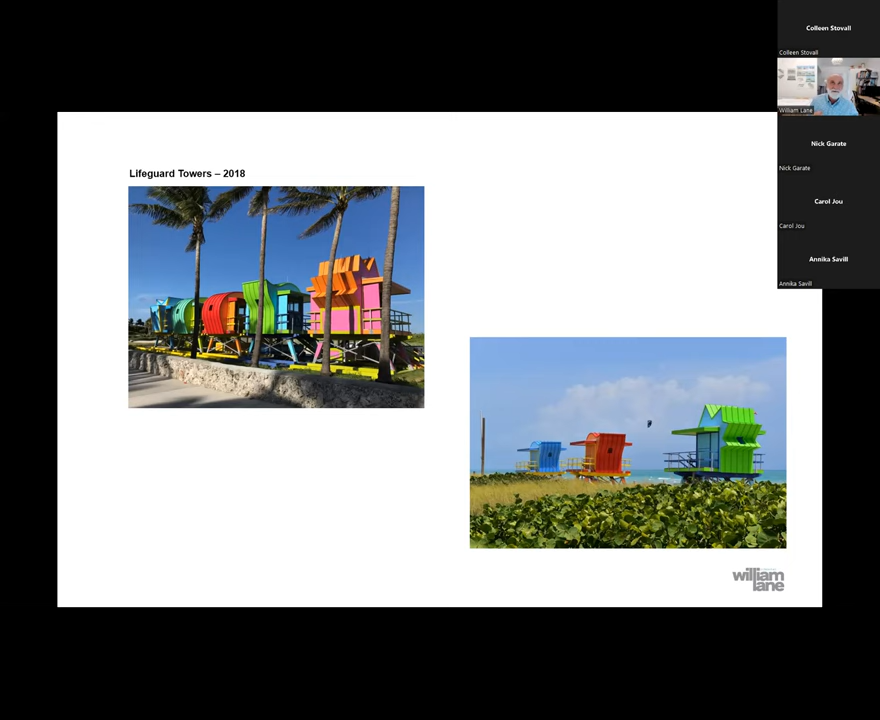 Colleen Stovall
Colleen Stovall
William Lane
Nick Garate
Nick Garate
Carol Jou
Carol Jou
Annika Savill
Annika Savill
Lifeguard Towers – 2018
william
lane